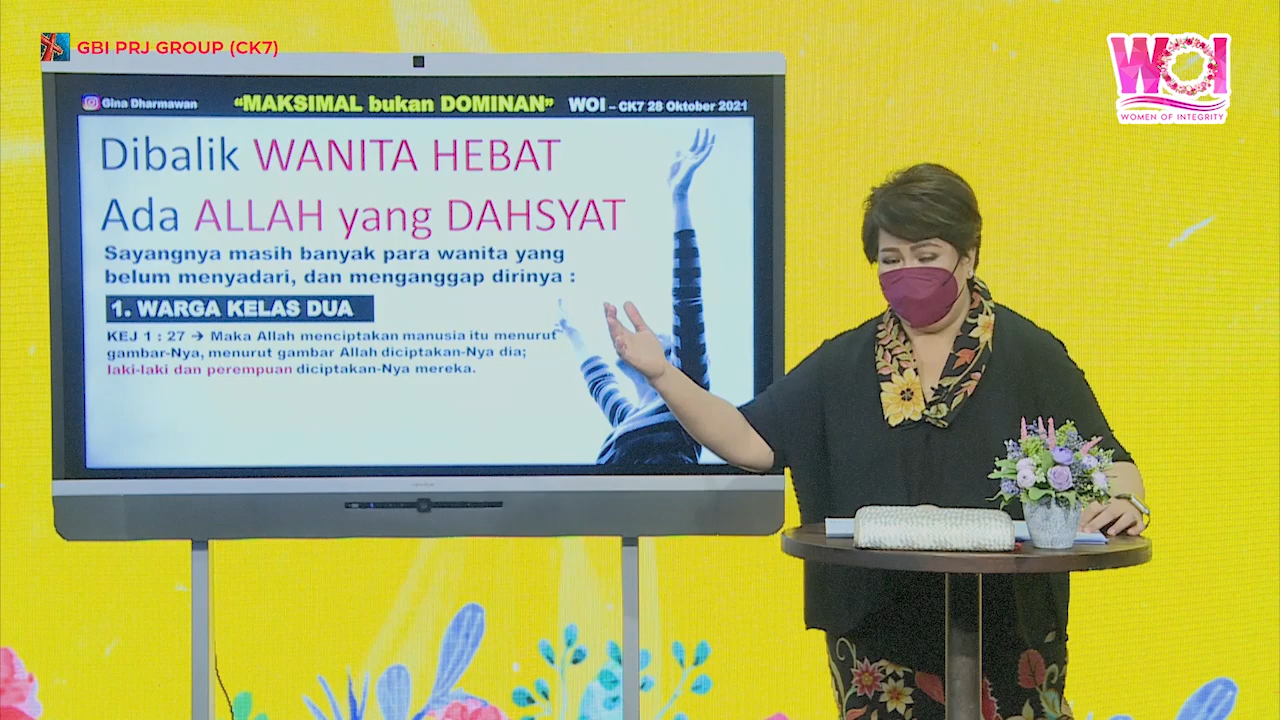 GBI PRJ GROUP (CK7)
WOI
WOMEN OF INTEGRITY
Gina Dharmawan "MAKSIMAL bukan DOMINAN" WOI – CK7 28 Oktober 2021
Dibalik WANITA HEBAT
Ada ALLAH yang DAHSYAT
Sayangnya masih banyak para wanita yang
belum menyadari, dan menganggap dirinya :
1. WARGA KELAS DUA
KEJ 1 : 27 → Maka Allah menciptakan manusia itu menurut
gambar-Nya, menurut gambar Allah diciptakan-Nya dia;
laki-laki dan perempuan diciptakan-Nya mereka.